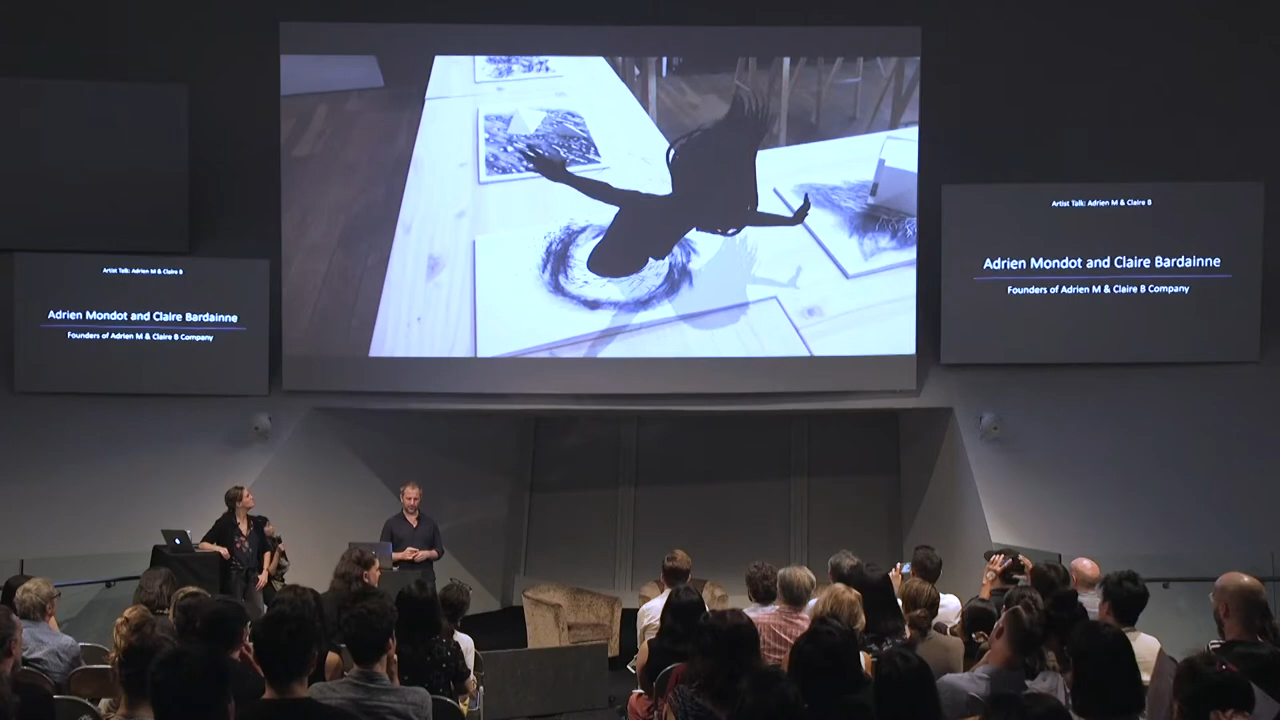 Artist Talk: Adrien M & Claire B
Adrien Mondot and Claire Bardainne
Founders of Adrien M & Claire B Company
Artist Talk: Adrien M & Claire B
Adrien Mondot and Claire Bardainne
Founders of Adrien M & Claire B Company